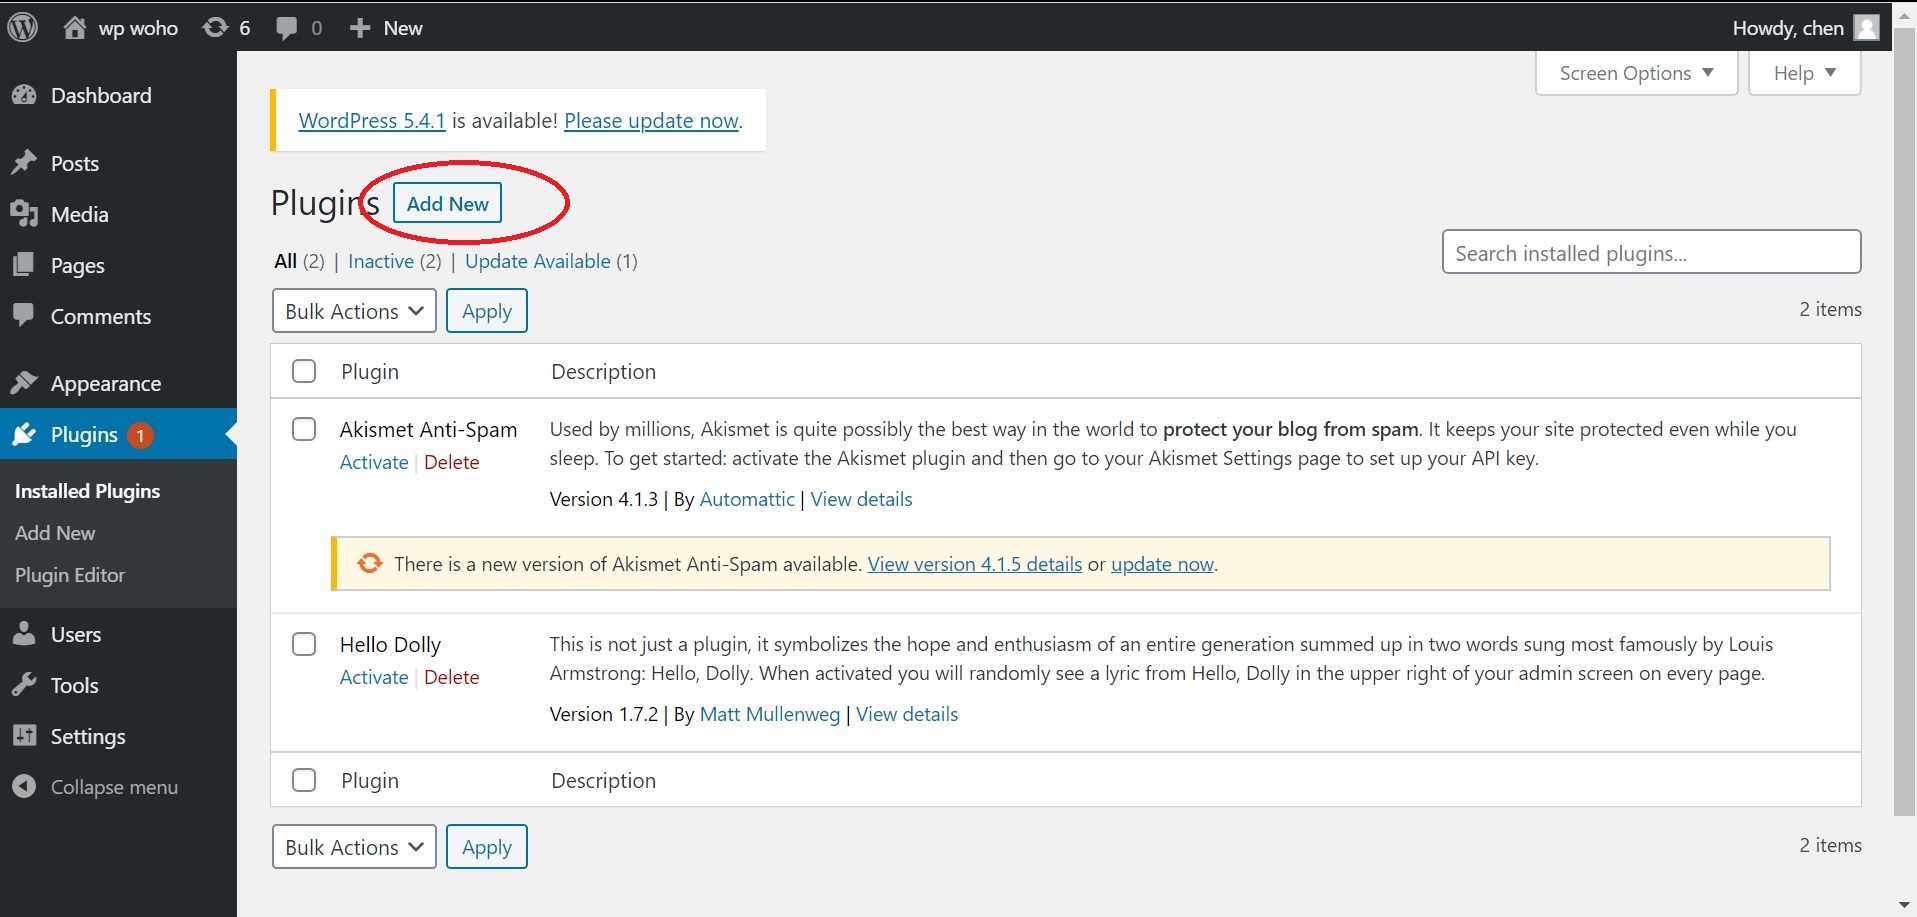 wp woho 6 0 New Howdy, chen
Screen Options Help
Dashboard
Posts
Media
Pages
Comments
Appearance
Plugins 1
Installed Plugins
Add New
Plugin Editor
Users
Tools
Settings
Collapse menu
WordPress 5.4.1 is available! Please update now.
Plugins Add New
All (2) | Inactive (2) | Update Available (1)
Search installed plugins...
Bulk Actions Apply
2 items
Plugin Description
Akismet Anti-Spam
Activate | Delete
Used by millions, Akismet is quite possibly the best way in the world to protect your blog from spam. It keeps your site protected even while you
sleep. To get started: activate the Akismet plugin and then go to your Akismet Settings page to set up your API key.
Version 4.1.3 | By Automattic | View details
There is a new version of Akismet Anti-Spam available. View version 4.1.5 details or update now.
Hello Dolly
Activate | Delete
This is not just a plugin, it symbolizes the hope and enthusiasm of an entire generation summed up in two words sung most famously by Louis
Armstrong: Hello, Dolly. When activated you will randomly see a lyric from Hello, Dolly in the upper right of your admin screen on every page.
Version 1.7.2 | By Matt Mullenweg | View details
Plugin Description
Bulk Actions Apply
2 items